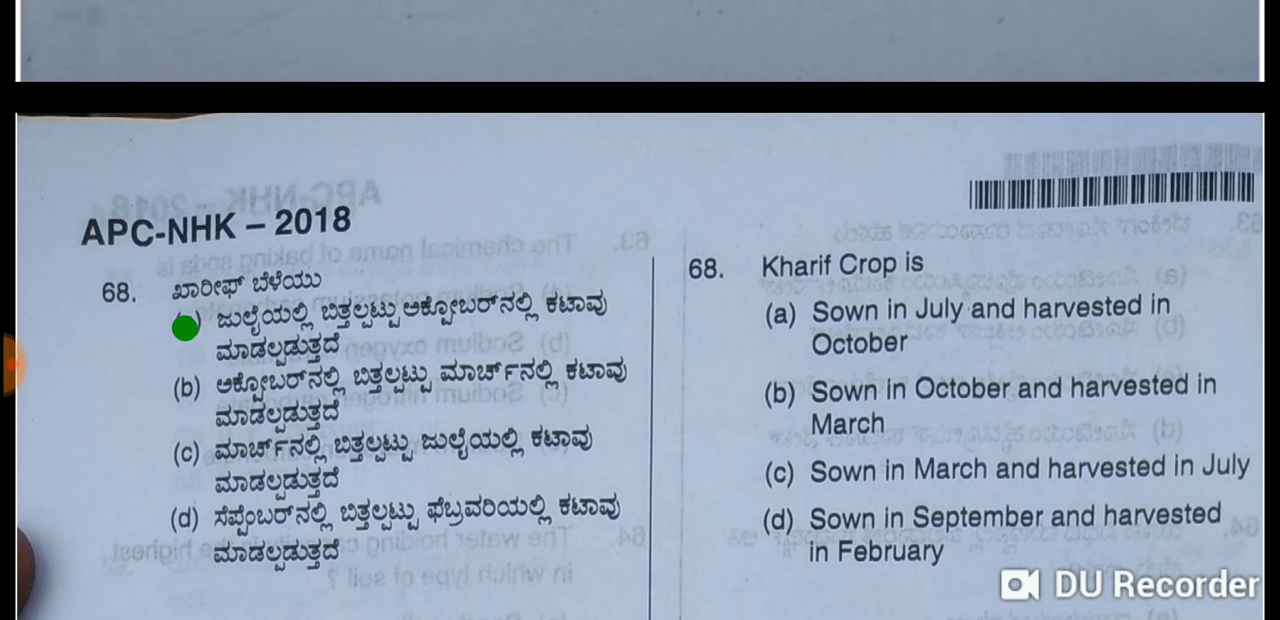 APC-NHK – 2018
68. ಖಾರೀಫ್ ಬೆಳೆಯು
ಜುಲೈಯಲ್ಲಿ ಬಿತ್ತಲ್ಪಟ್ಟು ಅಕ್ಟೋಬರ್‌ನಲ್ಲಿ ಕಟಾವು
ಮಾಡಲ್ಪಡುತ್ತದೆ
(b) ಅಕ್ಟೋಬರ್‌ನಲ್ಲಿ ಬಿತ್ತಲ್ಪಟ್ಟು ಮಾರ್ಚ್‌ನಲ್ಲಿ ಕಟಾವು
ಮಾಡಲ್ಪಡುತ್ತದೆ
(c) ಮಾರ್ಚ್‌ನಲ್ಲಿ ಬಿತ್ತಲ್ಪಟ್ಟು ಜುಲೈಯಲ್ಲಿ ಕಟಾವು
ಮಾಡಲ್ಪಡುತ್ತದೆ
(d) ಸೆಪ್ಟೆಂಬರ್‌ನಲ್ಲಿ ಬಿತ್ತಲ್ಪಟ್ಟು ಫೆಬ್ರವರಿಯಲ್ಲಿ ಕಟಾವು
ಮಾಡಲ್ಪಡುತ್ತದೆ
68. Kharif Crop is
(a) Sown in July and harvested in
October
(b) Sown in October and harvested in
March
(c) Sown in March and harvested in July
(d) Sown in September and harvested
in February
DU Recorder